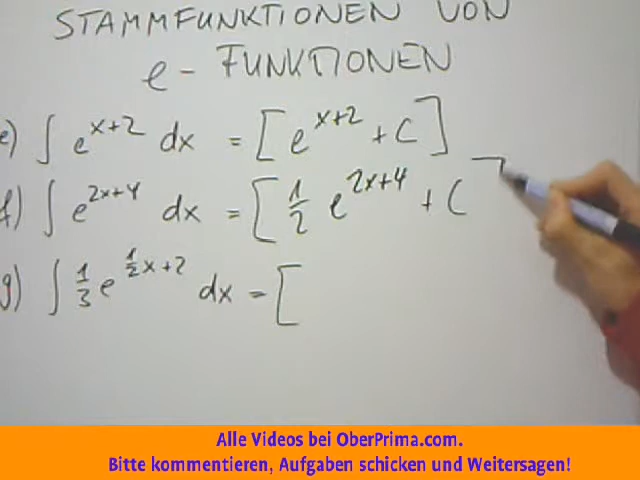 STAMMFUNKTIONEN VON
e - FUNKTIONEN
e) ∫ e^{x+2} dx = [e^{x+2} + C]
f) ∫ e^{2x+4} dx = [1/2 e^{2x+4} + C
g) ∫ 1/3 e^{1/2 x+2} dx = [
Alle Videos bei OberPrima.com.
Bitte kommentieren, Aufgaben schicken und Weitersagen!